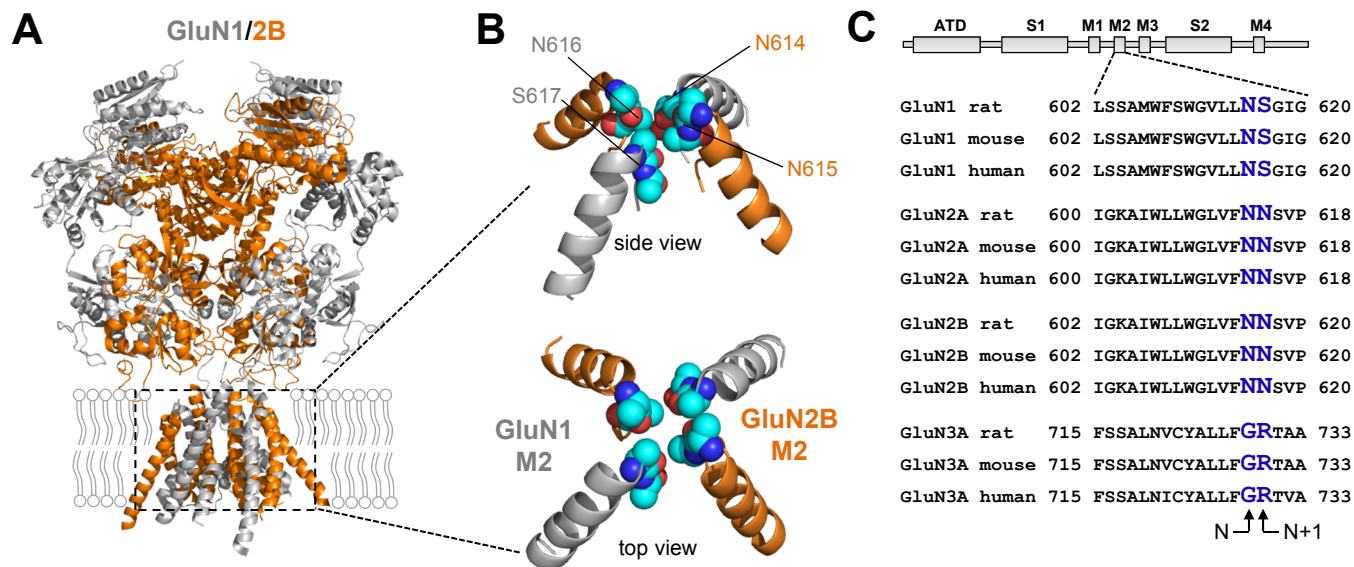 A
GluN1/2B
B
N616
N614
S617
N615
side view
GluN1
M2
GluN2B
M2
top view
C
ATD S1 M1 M2 M3 S2 M4
GluN1 rat 602 LSSAMWFSWGVLLNSGIG 620
GluN1 mouse 602 LSSAMWFSWGVLLNSGIG 620
GluN1 human 602 LSSAMWFSWGVLLNSGIG 620
GluN2A rat 600 IGKAIWLLWGLVFNNSVP 618
GluN2A mouse 600 IGKAIWLLWGLVFNNSVP 618
GluN2A human 600 IGKAIWLLWGLVFNNSVP 618
GluN2B rat 602 IGKAIWLLWGLVFNNSVP 620
GluN2B mouse 602 IGKAIWLLWGLVFNNSVP 620
GluN2B human 602 IGKAIWLLWGLVFNNSVP 620
GluN3A rat 715 FSSALNVCYALLFGRTAA 733
GluN3A mouse 715 FSSALNVCYALLFGRTAA 733
GluN3A human 715 FSSALNICYALLFGRTVA 733
N N+1